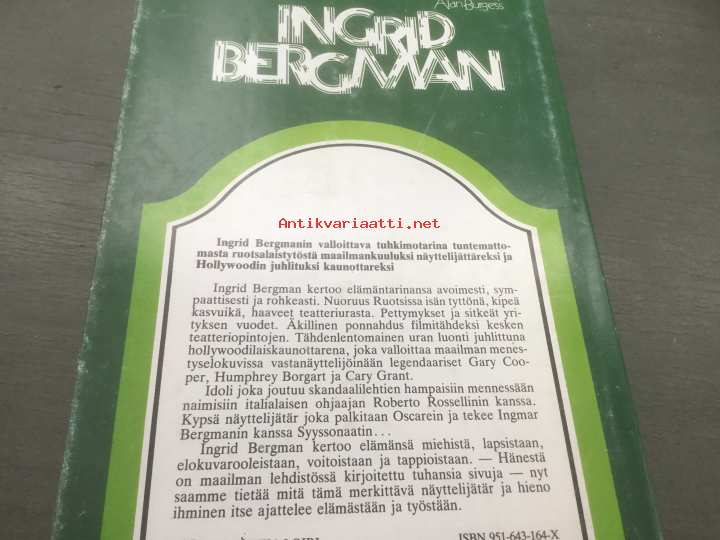 Alan Burgess
INGRID
BERGMAN
Antikvariaatti.net
Ingrid Bergmanin valloittava tuhkimotarina tuntematto-
masta ruotsalaistytöstä maailmankuuluksi näyttelijättäreksi ja
Hollywoodin juhlituksi kaunottareksi
Ingrid Bergman kertoo elämäntarinansa avoimesti, sym-
paattisesti ja rohkeasti. Nuoruus Ruotsissa isän tyttönä, kipeä
kasvuikä, haaveet teatteriurasta. Pettymykset ja sitkeät yri-
tyksen vuodet. Äkillinen ponnahdus filmitähdeksi kesken
teatteriopintojen. Tähdenlentomainen uran luonti juhlittuna
hollywoodilaiskaunottarena, joka valloittaa maailman menes-
tyselokuvissa vastanäyttelijöinään legendaariset Gary Coo-
per, Humphrey Borgart ja Cary Grant.
Idoli joka joutuu skandaalilehtien hampaisiin mennessään
naimisiin italialaisen ohjaajan Roberto Rossellinin kanssa.
Kypsä näyttelijätär joka palkitaan Oscarein ja tekee Ingmar
Bergmanin kanssa Syyssonaatin...
Ingrid Bergman kertoo elämänsä miehistä, lapsistaan,
elokuvarooleistaan, voitoistaan ja tappioistaan. — Hänestä
on maailman lehdistössä kirjoitettu tuhansia sivuja — nyt
saamme tietää mitä tämä merkittävä näyttelijätär ja hieno
ihminen itse ajattelee elämästään ja työstään.
ISBN 951-643-164-X